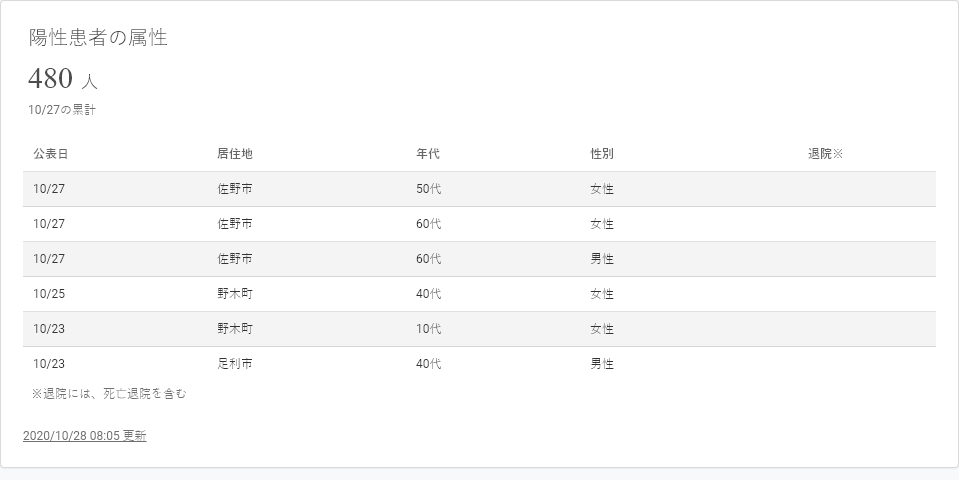 陽性患者の属性
480 人
10/27の累計
公表日 居住地 年代 性別 退院※
10/27 佐野市 50代 女性
10/27 佐野市 60代 女性
10/27 佐野市 60代 男性
10/25 野木町 40代 女性
10/23 野木町 10代 女性
10/23 足利市 40代 男性
※退院には、死亡退院を含む
2020/10/28 08:05 更新